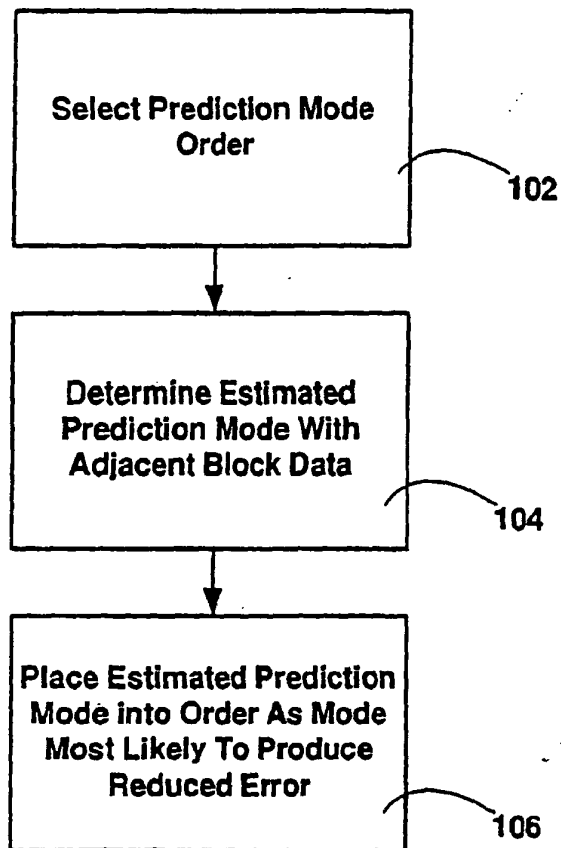 Select Prediction Mode
Order
102
Determine Estimated
Prediction Mode With
Adjacent Block Data
104
Place Estimated Prediction
Mode into Order As Mode
Most Likely To Produce
Reduced Error
106